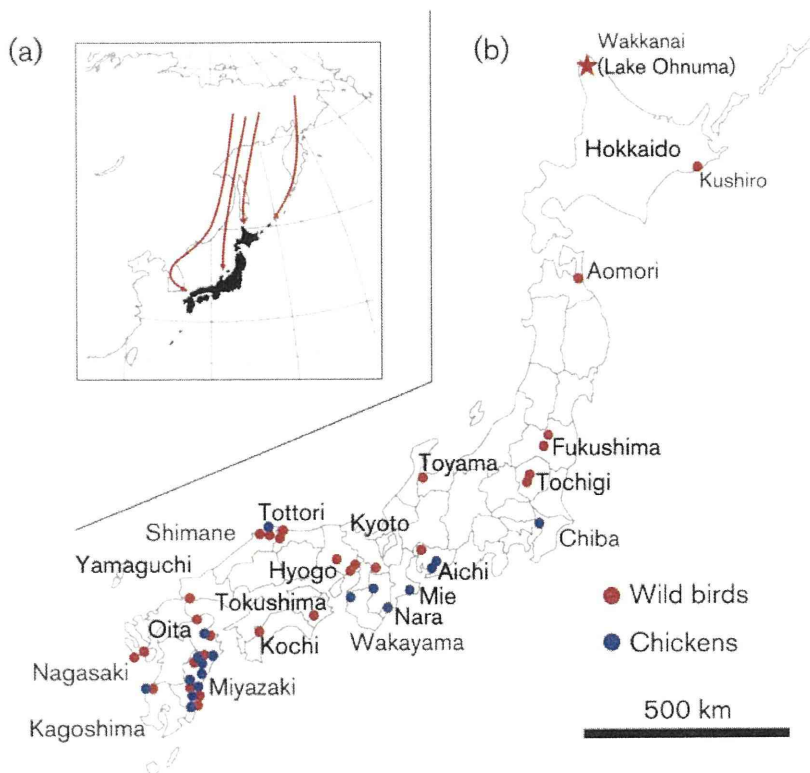 (a)
(b)
Wakkanai
(Lake Ohnuma)
Hokkaido
Kushiro
Aomori
Fukushima
Toyama
Tochigi
Tottori
Kyoto
Shimane
Chiba
Yamaguchi
Hyogo
Aichi
Mie
Tokushima
Nara
Wild birds
Oita
Kochi
Wakayama
Chickens
Nagasaki
Miyazaki
Kagoshima
500 km